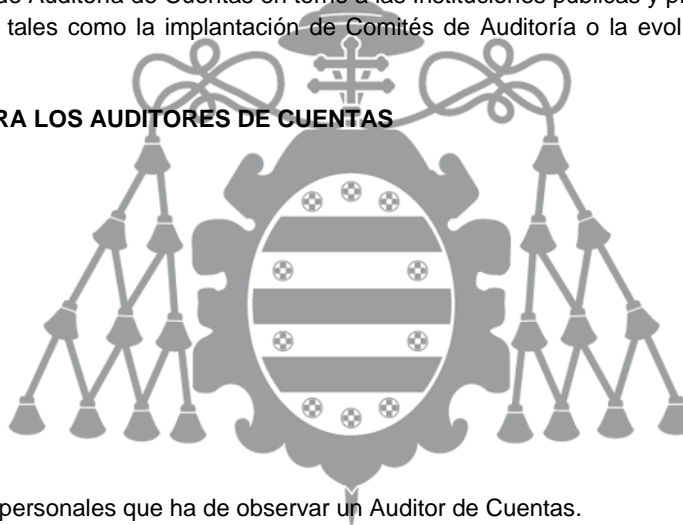 de Auditoría de Cuentas en torno a las Instituciones públicas y pr
tales como la implantación de Comités de Auditoría o la evol
RA LOS AUDITORES DE CUENTAS
personales que ha de observar un Auditor de Cuentas.